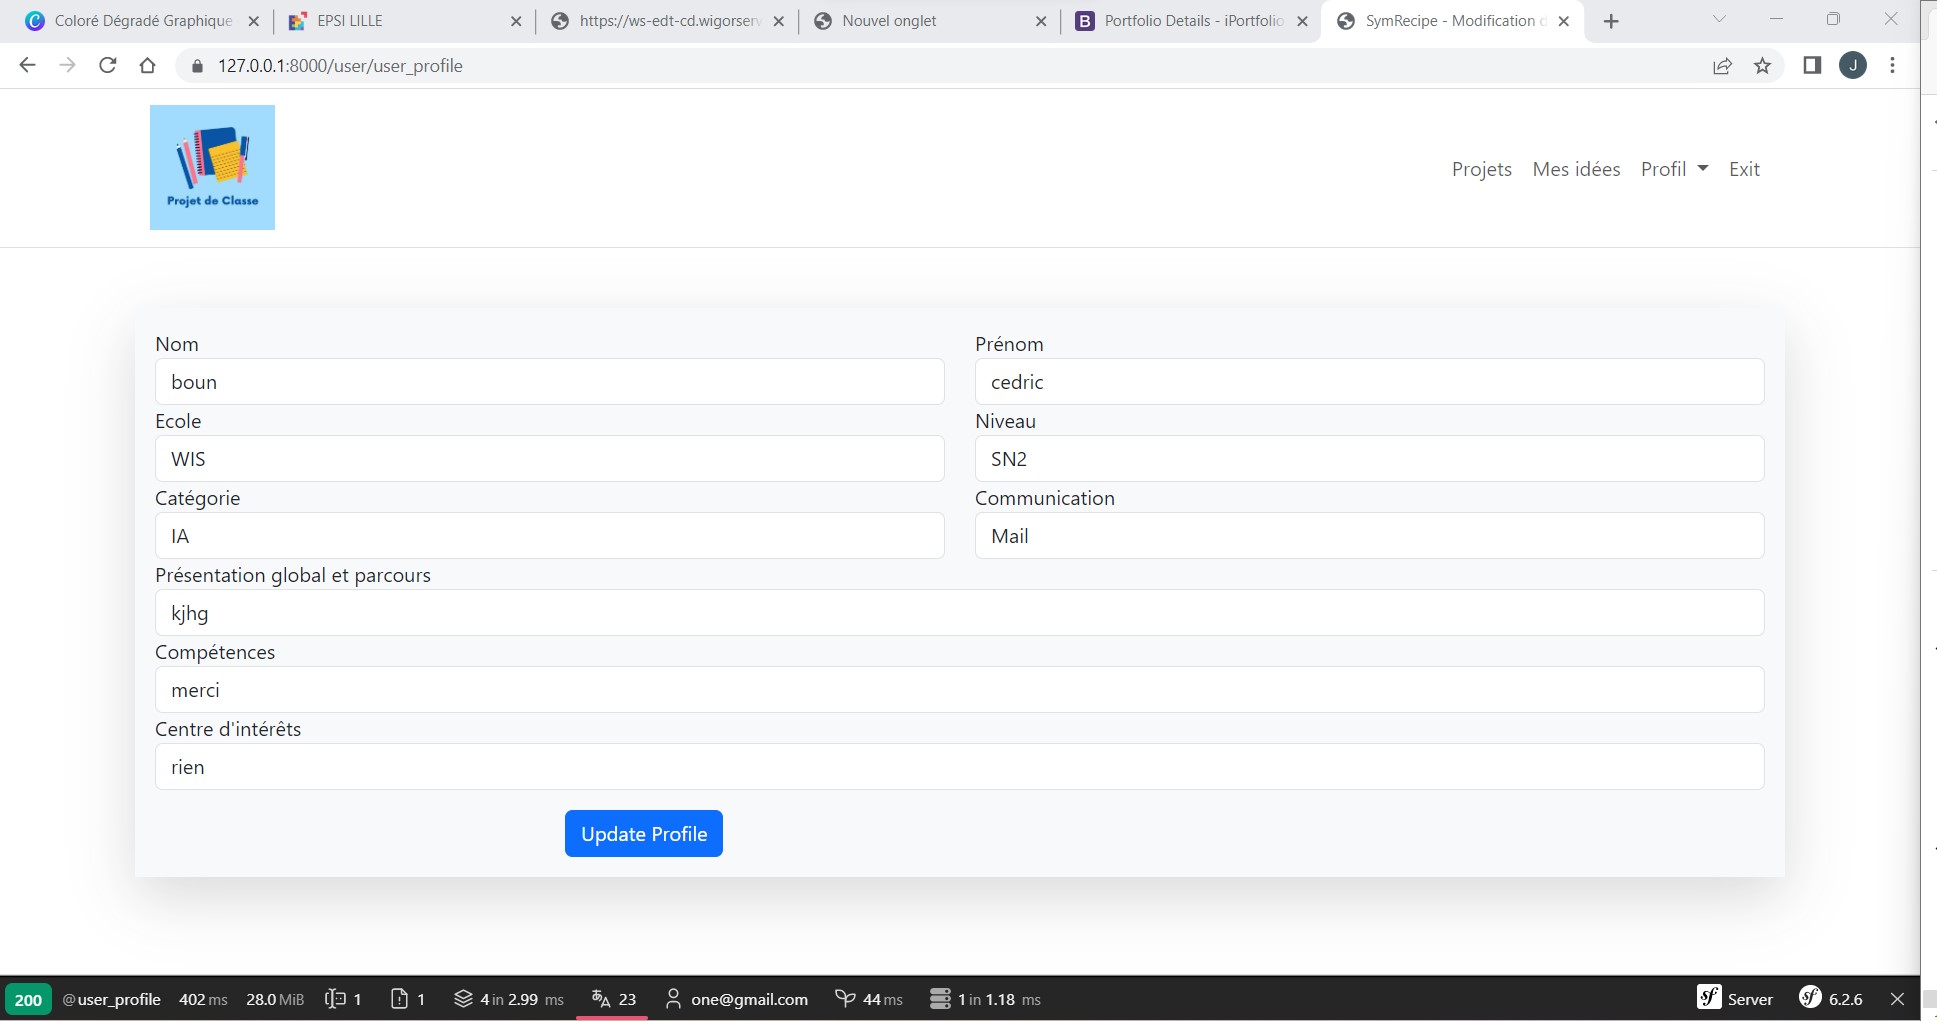 Coloré Dégradé Graphique
EPSI LILLE
https://ws-edt-cd.wigorserv
Nouvel onglet
Portfolio Details - iPortfolio
SymRecipe - Modification d
127.0.0.1:8000/user/user_profile
J
Projet de Classe
Projets Mes idées Profil Exit
Nom
boun
Prénom
cedric
Ecole
WIS
Niveau
SN2
Catégorie
IA
Communication
Mail
Présentation global et parcours
kjhg
Compétences
merci
Centre d'intérêts
rien
Update Profile
200 @user_profile 402 ms 28.0 MiB 1 1 4 in 2.99 ms 23 one@gmail.com 44 ms 1 in 1.18 ms sf Server sf 6.2.6